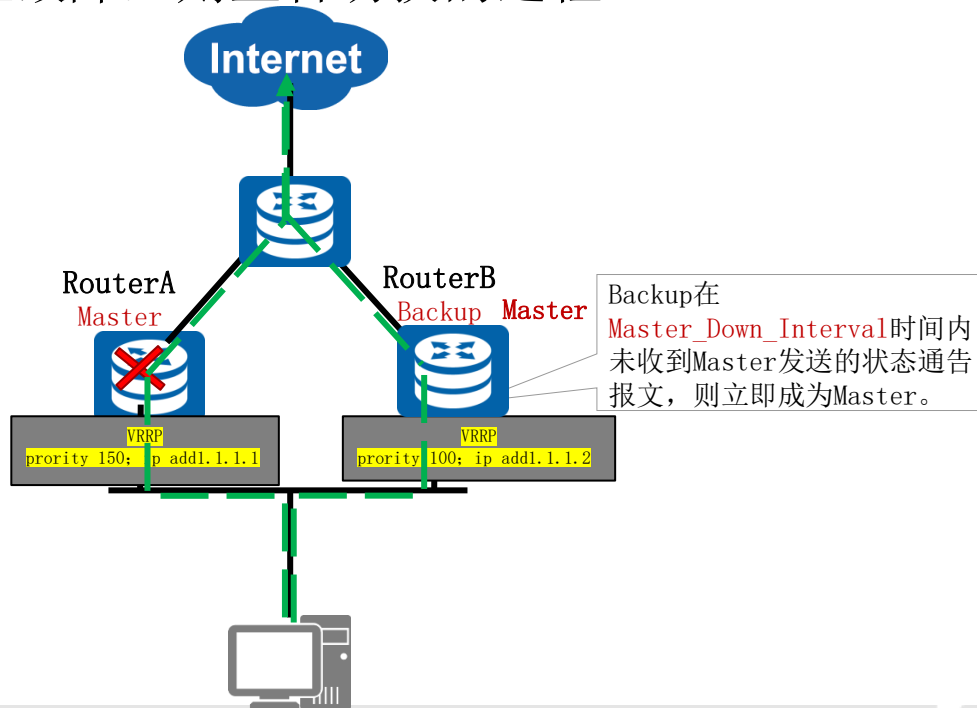 Internet
RouterA
Master
RouterB
Backup Master
Backup在
Master_Down_Interval时间内
未收到Master发送的状态通告
报文，则立即成为Master。
VRRP
prority 150; ip add1.1.1.1
VRRP
prority 100; ip add1.1.1.2